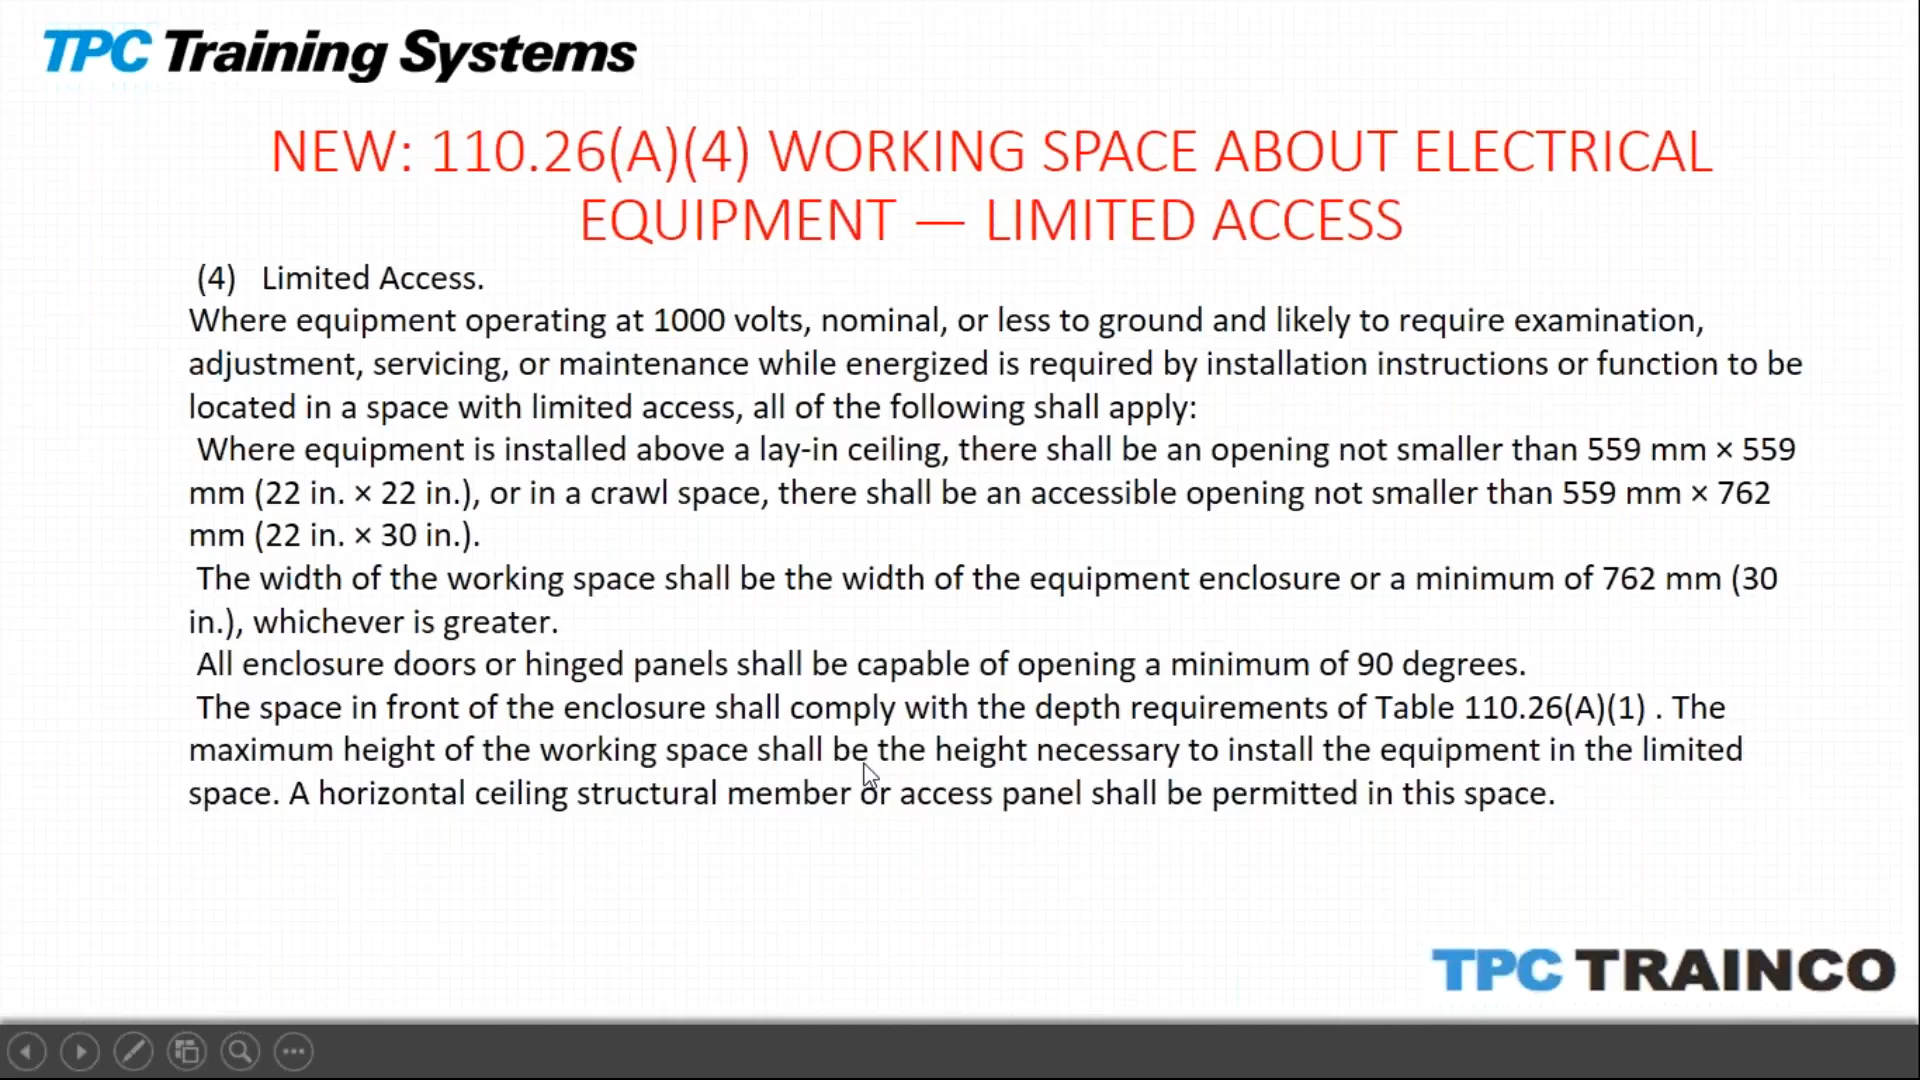 TPC Training Systems
NEW: 110.26(A)(4) WORKING SPACE ABOUT ELECTRICAL
EQUIPMENT — LIMITED ACCESS
(4) Limited Access.
Where equipment operating at 1000 volts, nominal, or less to ground and likely to require examination,
adjustment, servicing, or maintenance while energized is required by installation instructions or function to be
located in a space with limited access, all of the following shall apply:
Where equipment is installed above a lay-in ceiling, there shall be an opening not smaller than 559 mm × 559
mm (22 in. × 22 in.), or in a crawl space, there shall be an accessible opening not smaller than 559 mm × 762
mm (22 in. × 30 in.).
The width of the working space shall be the width of the equipment enclosure or a minimum of 762 mm (30
in.), whichever is greater.
All enclosure doors or hinged panels shall be capable of opening a minimum of 90 degrees.
The space in front of the enclosure shall comply with the depth requirements of Table 110.26(A)(1) . The
maximum height of the working space shall be the height necessary to install the equipment in the limited
space. A horizontal ceiling structural member or access panel shall be permitted in this space.
TPC TRAINCO